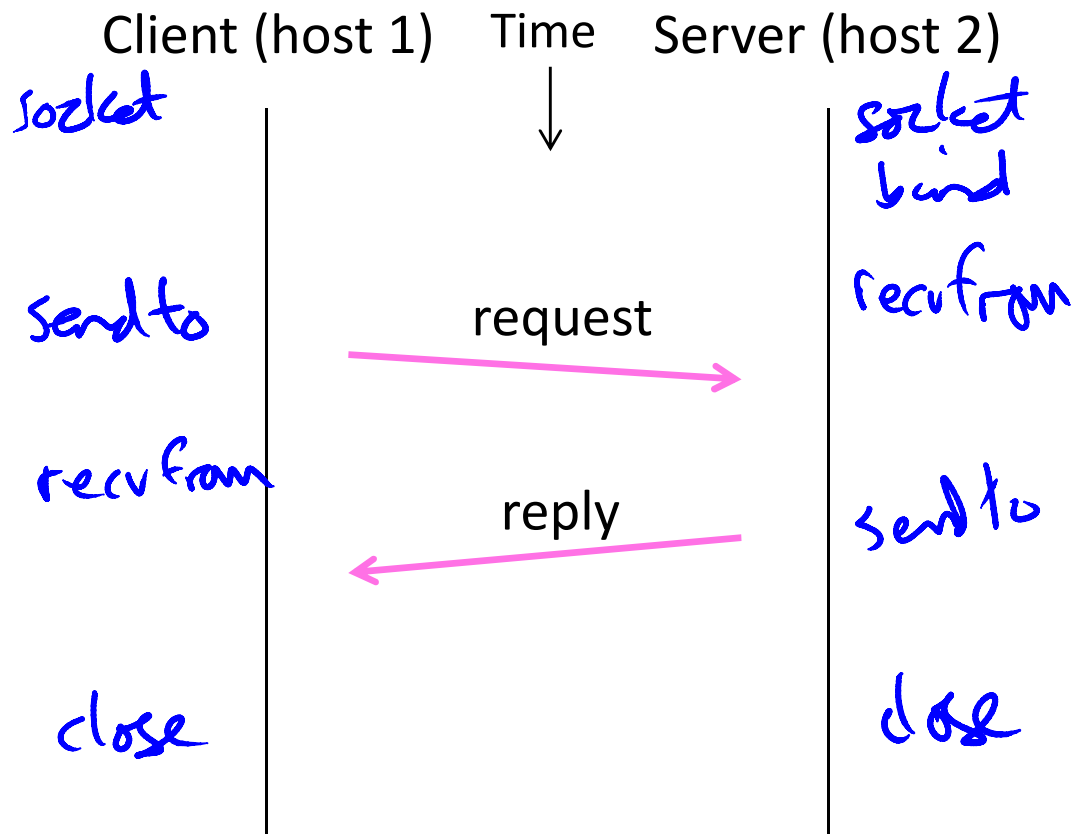 Client (host 1) Time Server (host 2)
socket socket
bind
sendto request recvfrom
recvfrom reply sendto
close close